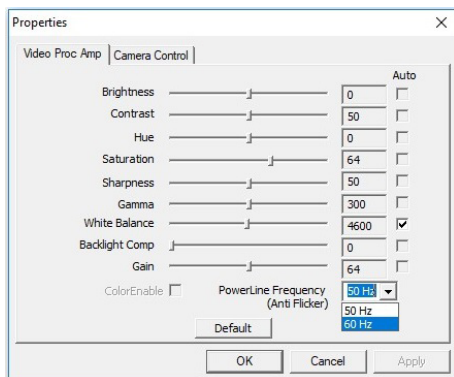 Properties
Video Proc Amp Camera Control
Auto
Brightness 0
Contrast 50
Hue 0
Saturation 64
Sharpness 50
Gamma 300
White Balance 4600
Backlight Comp 0
Gain 64
ColorEnable PowerLine Frequency 50 Hz
(Anti Flicker) 50 Hz
60 Hz
Default
OK Cancel Apply